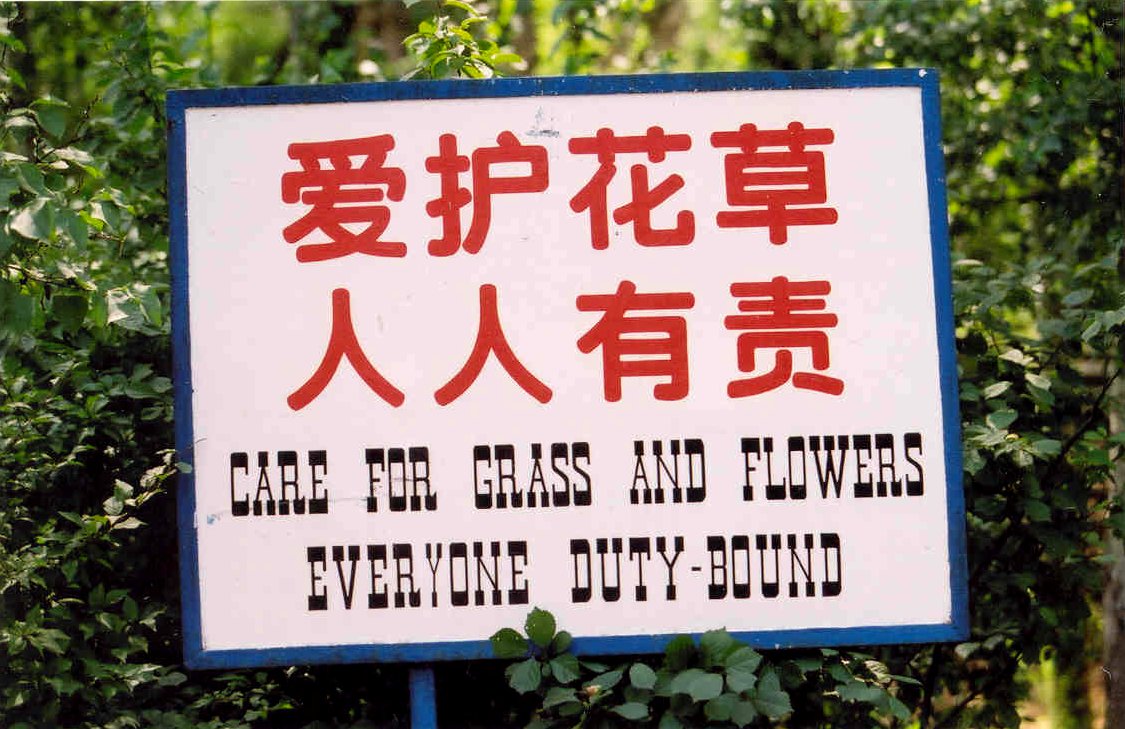 爱护花草
人人有责
CARE FOR GRASS AND FLOWERS
EVERYONE DUTY-BOUND